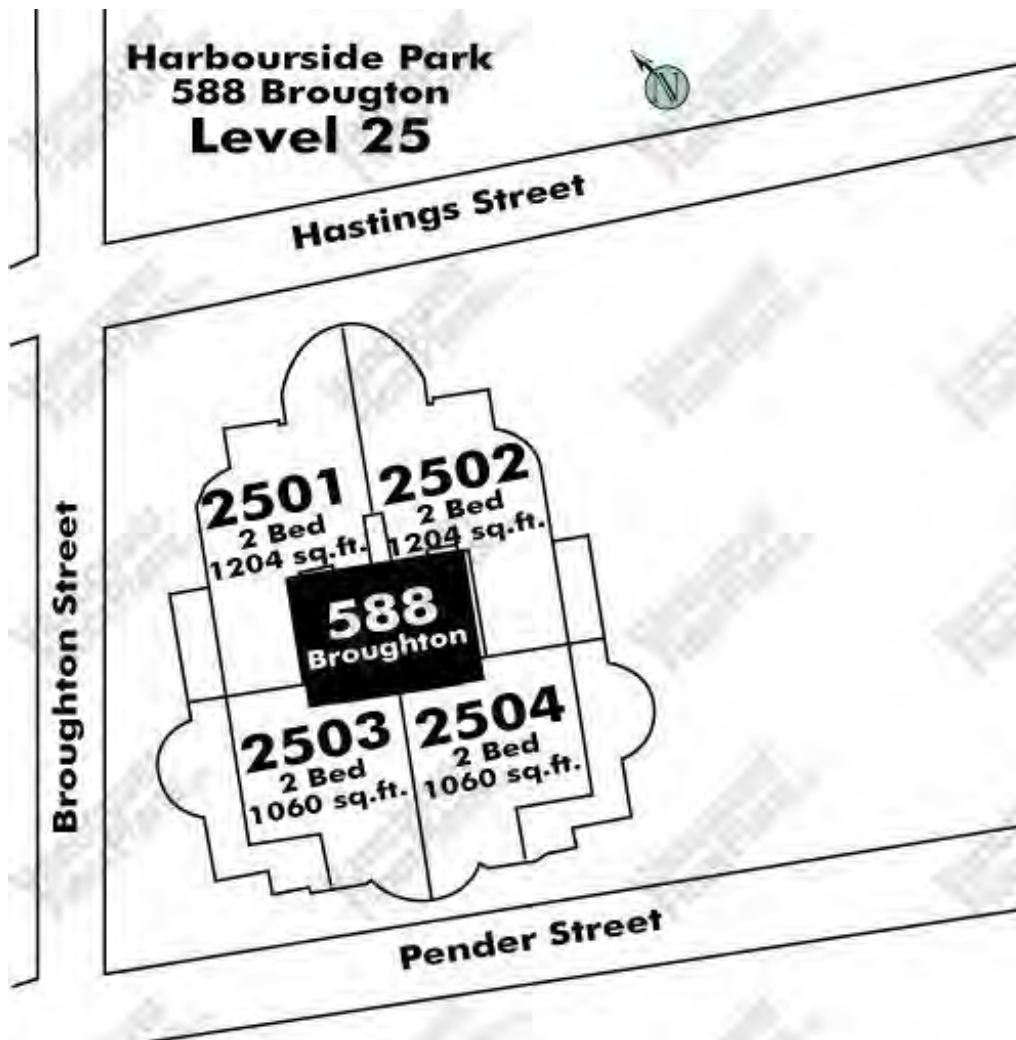 Harbourside Park
588 Brougton
Level 25
N
Hastings Street
2501
2 Bed
1204 sq.ft.
2502
2 Bed
1204 sq.ft.
588
Broughton
Broughton Street
2503
2 Bed
1060 sq.ft.
2504
2 Bed
1060 sq.ft.
Pender Street